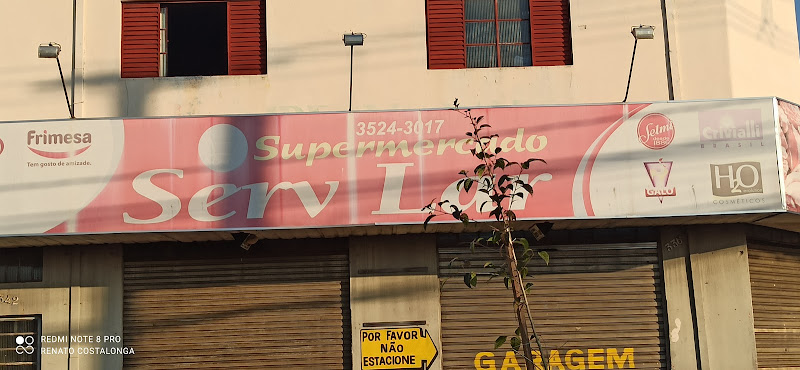 Frimesa
Tem gosto de amizade.
3524-3017
Supermercado
Serv Lar
Selmi
GALO
Cristalli
BRASIL
H2O
COSMÉTICOS
POR FAVOR
NÃO
ESTACIONE
GARAGEM
REDMI NOTE 8 PRO
RENATO COSTALONGA